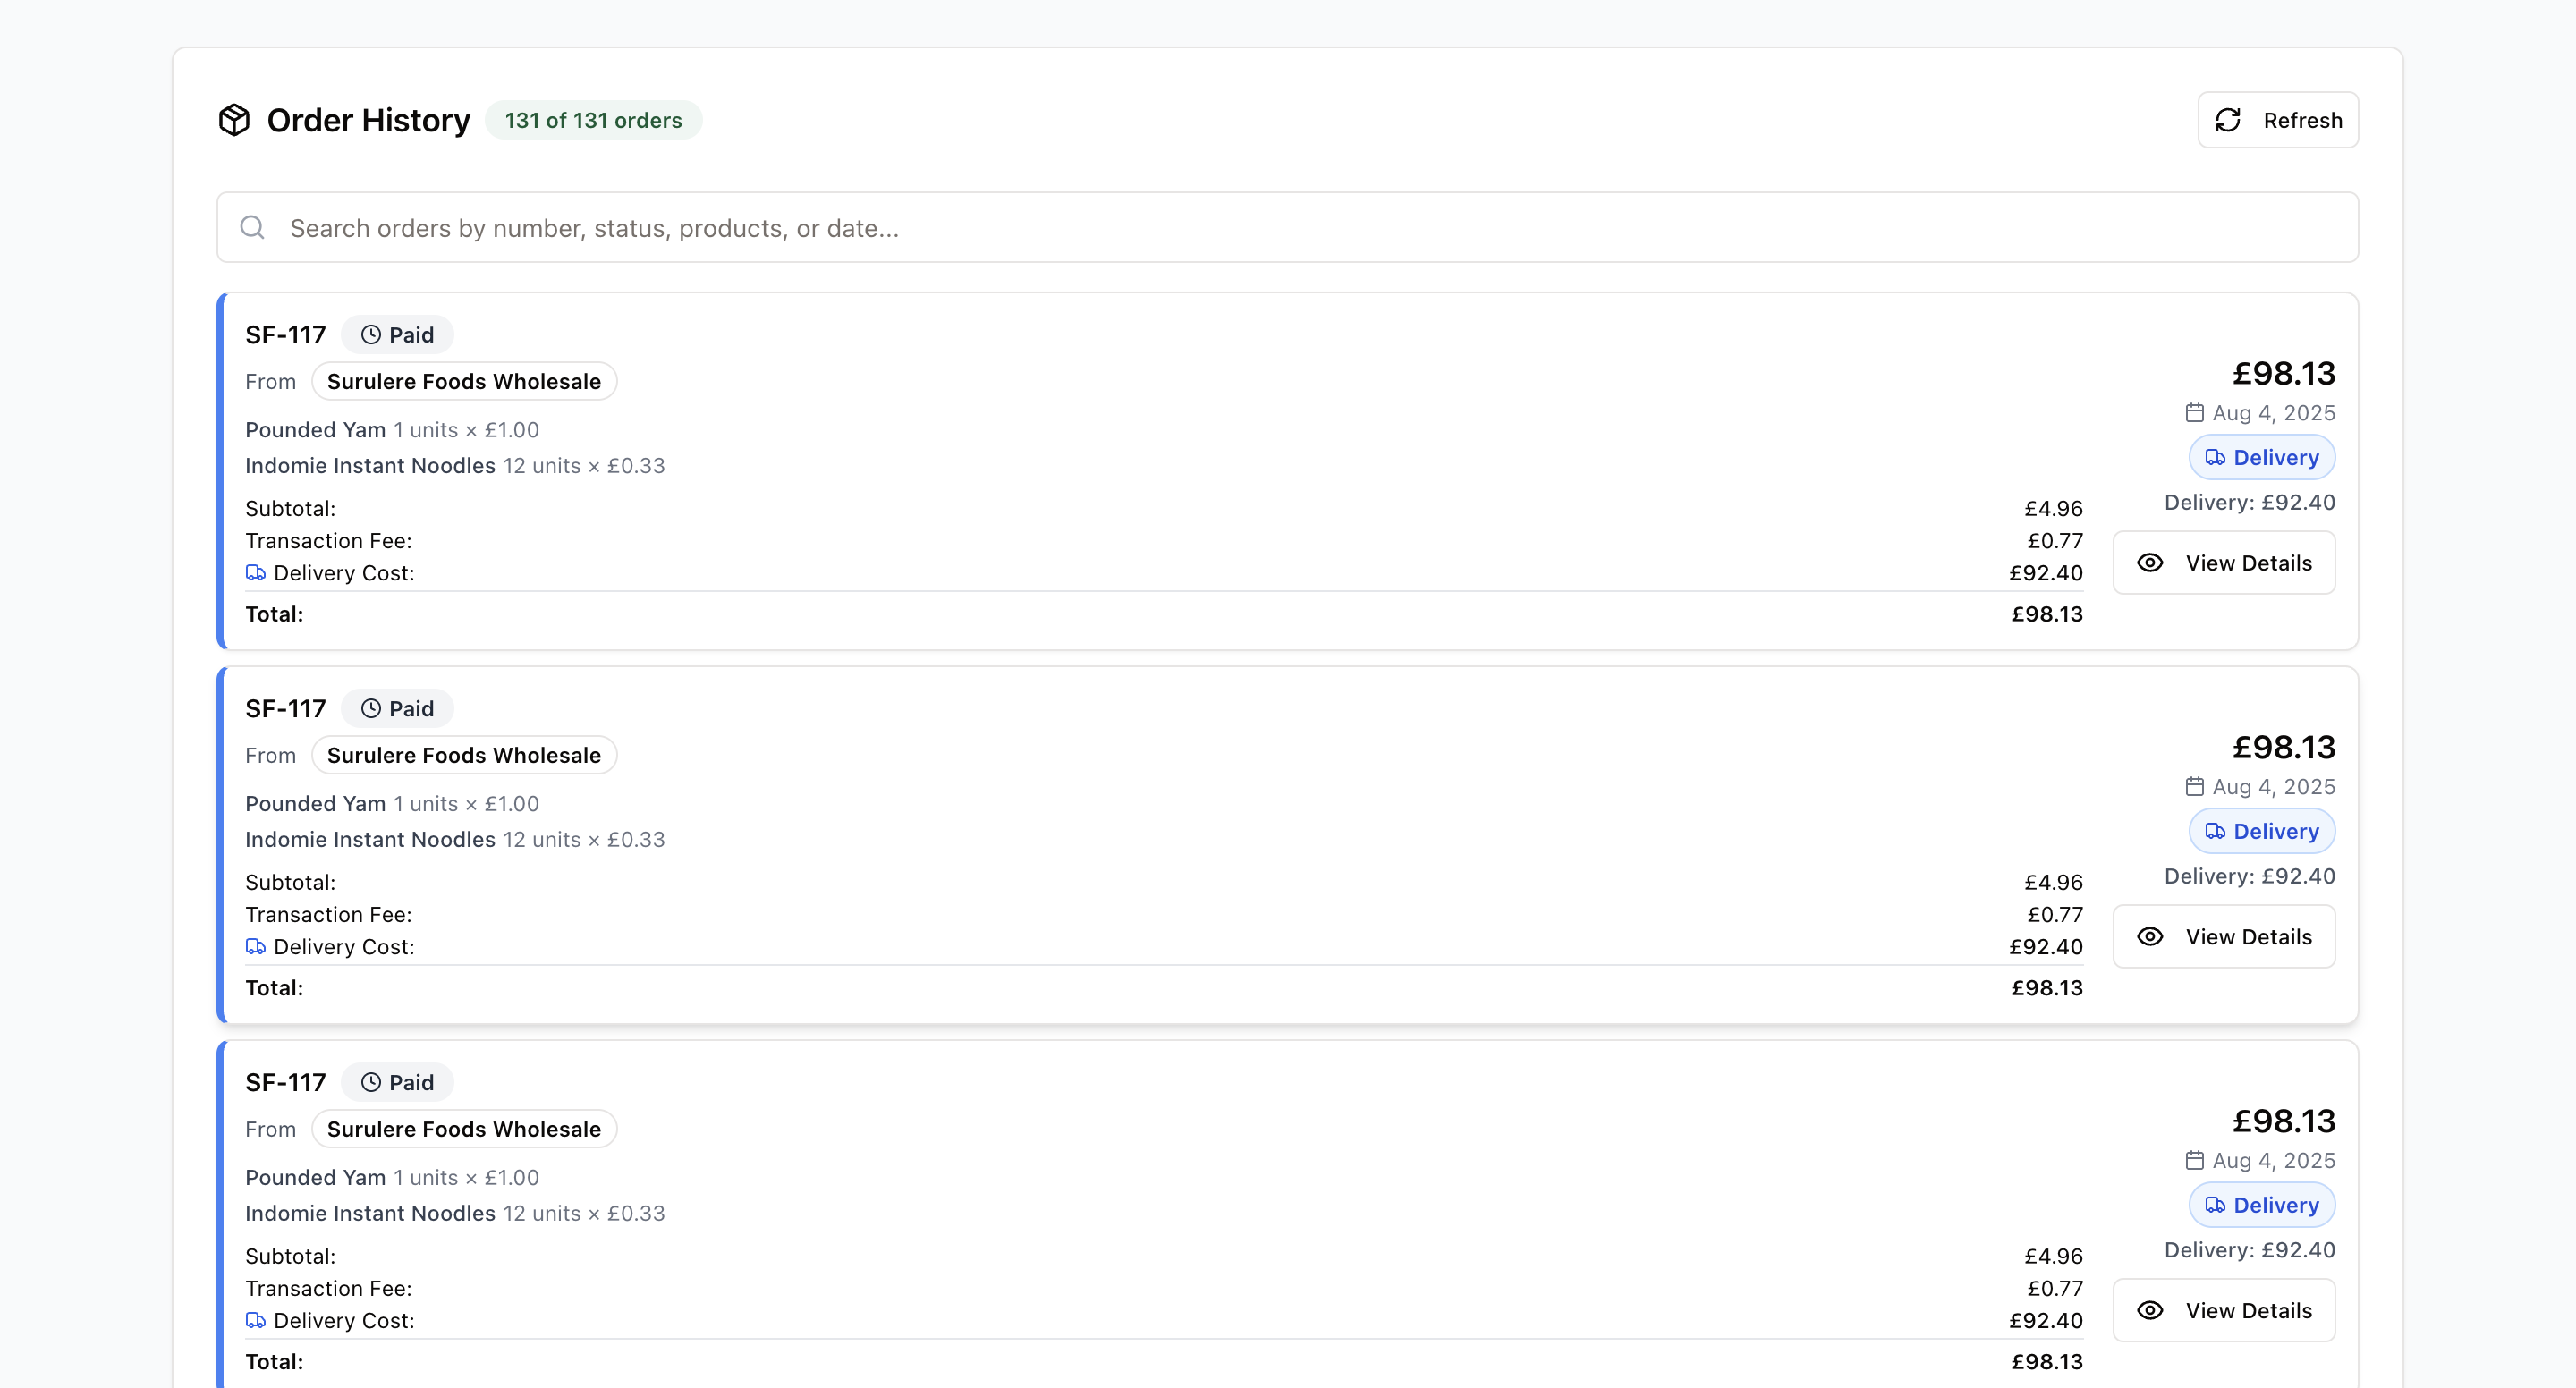 Order History 131 of 131 orders
Refresh
Search orders by number, status, products, or date...
SF-117 Paid
From Surulere Foods Wholesale
Pounded Yam 1 units × £1.00
Indomie Instant Noodles 12 units × £0.33
Subtotal: £4.96
Transaction Fee: £0.77
Delivery Cost: £92.40
Total: £98.13
£98.13
Aug 4, 2025
Delivery
Delivery: £92.40
View Details
SF-117 Paid
From Surulere Foods Wholesale
Pounded Yam 1 units × £1.00
Indomie Instant Noodles 12 units × £0.33
Subtotal: £4.96
Transaction Fee: £0.77
Delivery Cost: £92.40
Total: £98.13
£98.13
Aug 4, 2025
Delivery
Delivery: £92.40
View Details
SF-117 Paid
From Surulere Foods Wholesale
Pounded Yam 1 units × £1.00
Indomie Instant Noodles 12 units × £0.33
Subtotal: £4.96
Transaction Fee: £0.77
Delivery Cost: £92.40
Total: £98.13
£98.13
Aug 4, 2025
Delivery
Delivery: £92.40
View Details